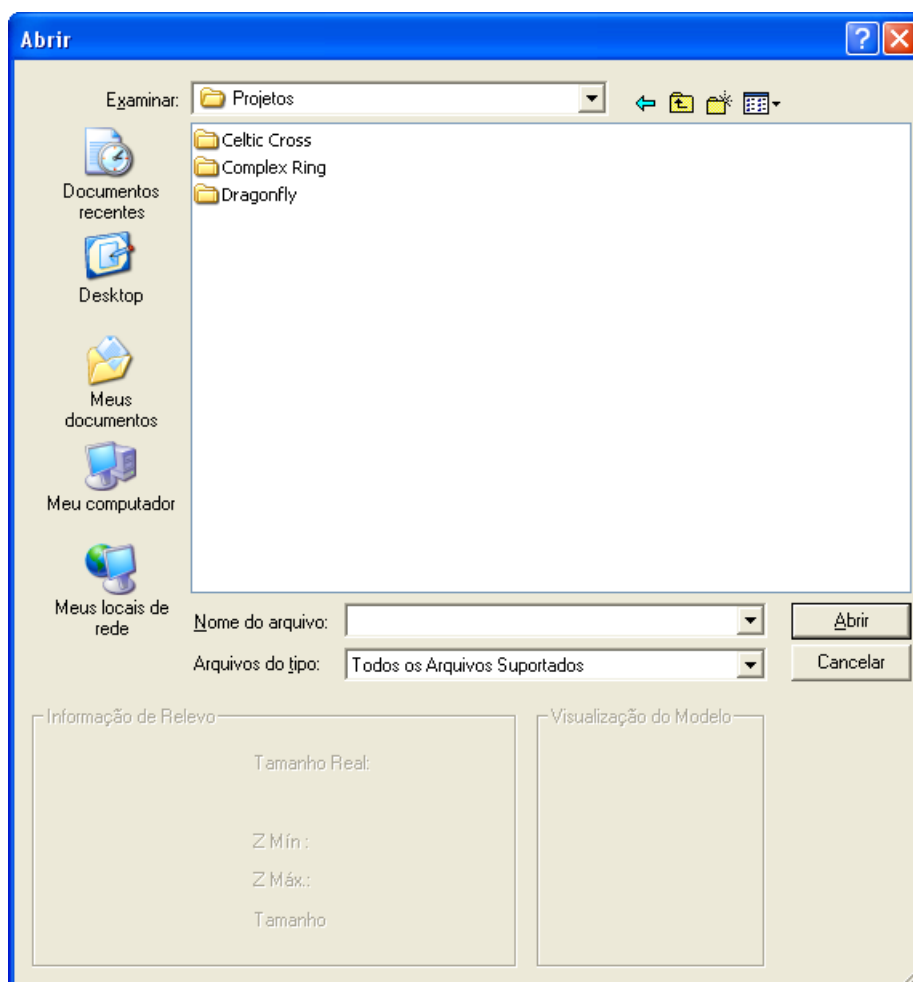 Abrir
Examinar:
Projetos
Celtic Cross
Complex Ring
Dragonfly
Documentos
recentes
Desktop
Meus
documentos
Meu computador
Meus locais de
rede
Nome do arquivo:
Abrir
Arquivos do tipo:
Todos os Arquivos Suportados
Cancelar
Informação de Relevo
Tamanho Real:
Z Mín :
Z Máx.:
Tamanho
Visualização do Modelo